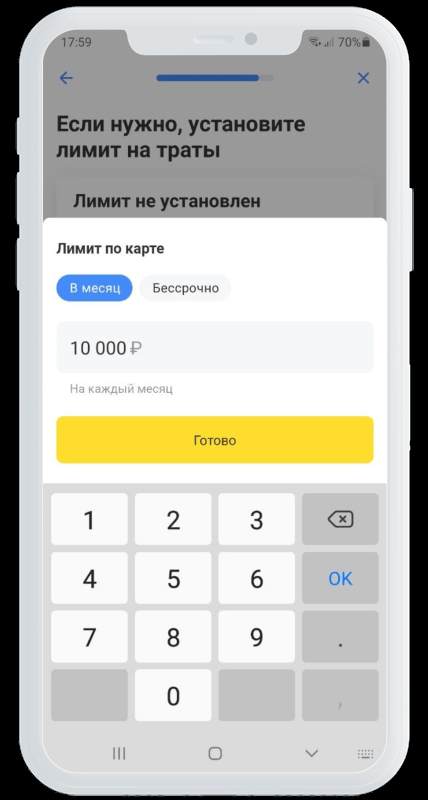 17:59 70%
Если нужно, установите
лимит на траты
Лимит не установлен
Лимит по карте
В месяц Бессрочно
10 000 ₽
На каждый месяц
Готово
1 2 3
4 5 6 OK
7 8 9 .
0 ,